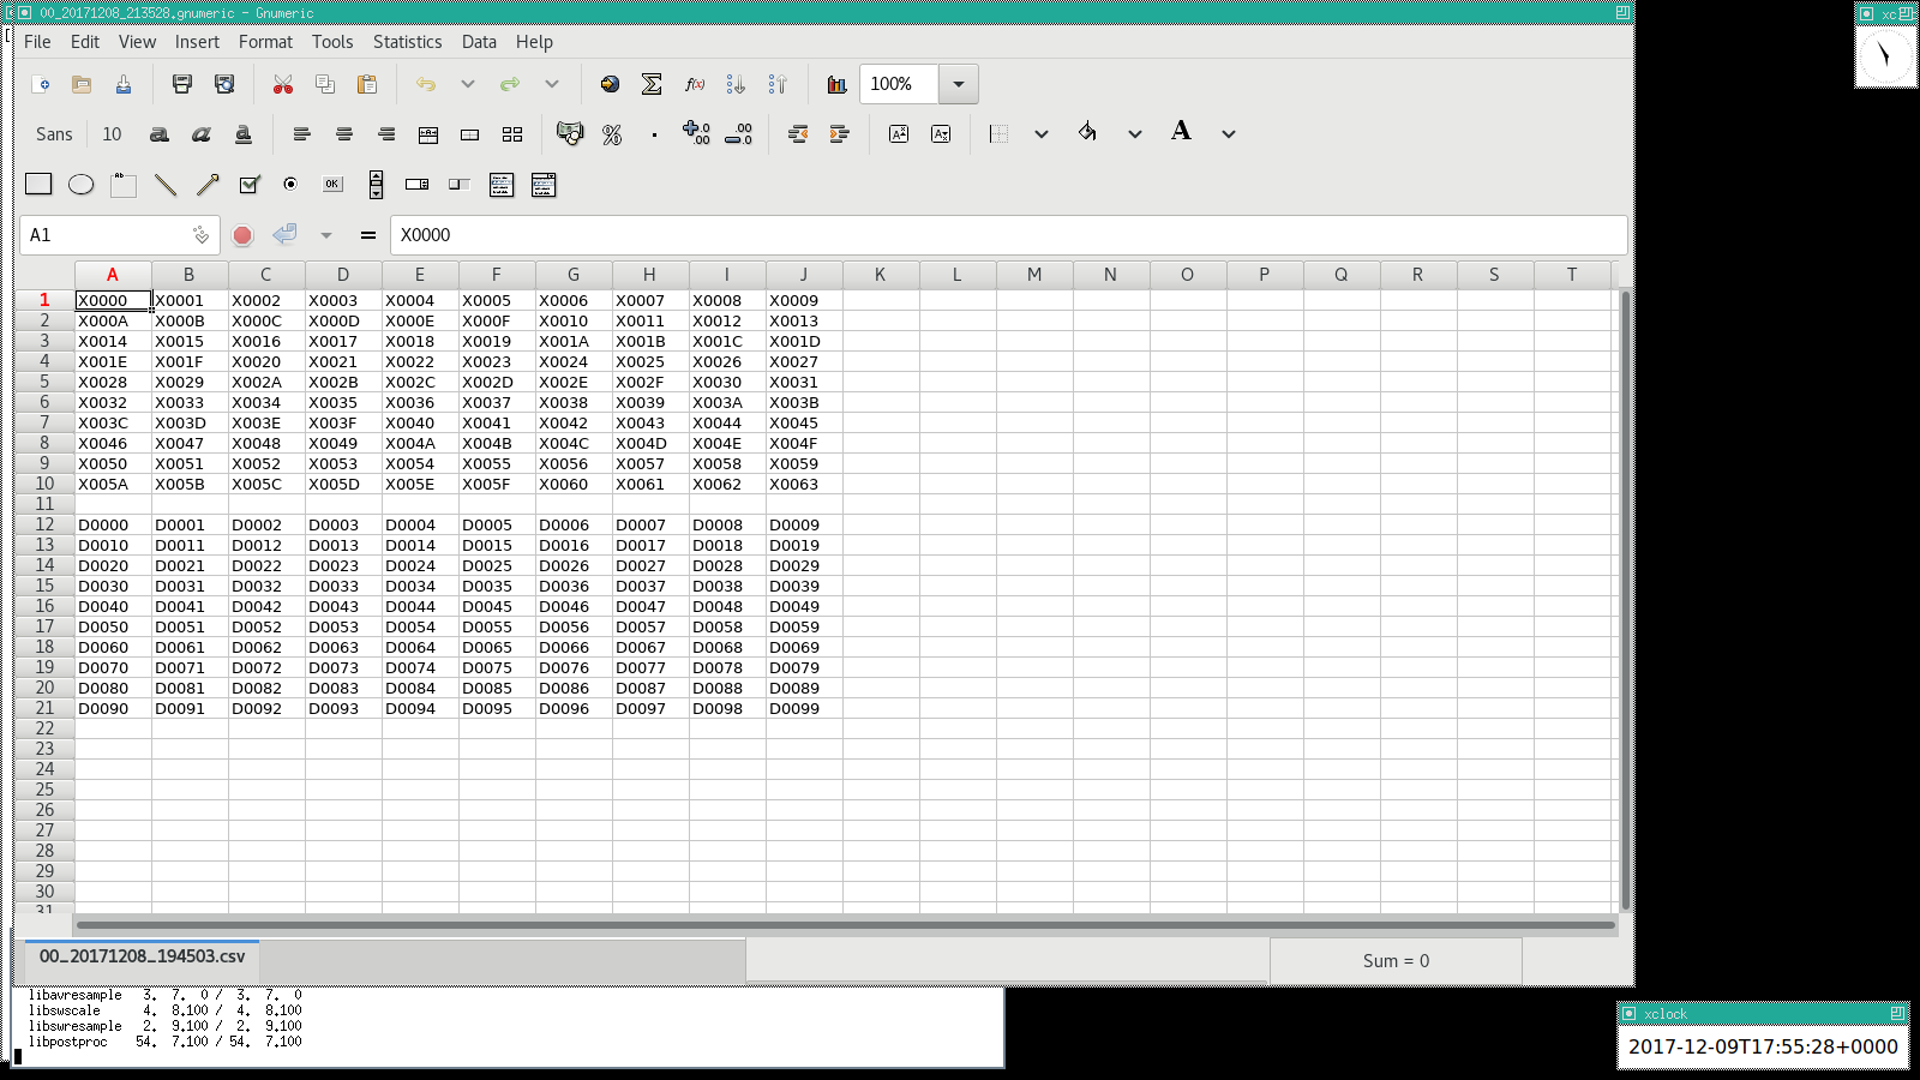 00_20171208_213528.gnumeric - Gnumeric
xc
File Edit View Insert Format Tools Statistics Data Help
100%
Sans 10
A1 = X0000
A B C D E F G H I J K L M N O P Q R S T
1 X0000 X0001 X0002 X0003 X0004 X0005 X0006 X0007 X0008 X0009
2 X000A X000B X000C X000D X000E X000F X0010 X0011 X0012 X0013
3 X0014 X0015 X0016 X0017 X0018 X0019 X001A X001B X001C X001D
4 X001E X001F X0020 X0021 X0022 X0023 X0024 X0025 X0026 X0027
5 X0028 X0029 X002A X002B X002C X002D X002E X002F X0030 X0031
6 X0032 X0033 X0034 X0035 X0036 X0037 X0038 X0039 X003A X003B
7 X003C X003D X003E X003F X0040 X0041 X0042 X0043 X0044 X0045
8 X0046 X0047 X0048 X0049 X004A X004B X004C X004D X004E X004F
9 X0050 X0051 X0052 X0053 X0054 X0055 X0056 X0057 X0058 X0059
10 X005A X005B X005C X005D X005E X005F X0060 X0061 X0062 X0063
11
12 D0000 D0001 D0002 D0003 D0004 D0005 D0006 D0007 D0008 D0009
13 D0010 D0011 D0012 D0013 D0014 D0015 D0016 D0017 D0018 D0019
14 D0020 D0021 D0022 D0023 D0024 D0025 D0026 D0027 D0028 D0029
15 D0030 D0031 D0032 D0033 D0034 D0035 D0036 D0037 D0038 D0039
16 D0040 D0041 D0042 D0043 D0044 D0045 D0046 D0047 D0048 D0049
17 D0050 D0051 D0052 D0053 D0054 D0055 D0056 D0057 D0058 D0059
18 D0060 D0061 D0062 D0063 D0064 D0065 D0066 D0067 D0068 D0069
19 D0070 D0071 D0072 D0073 D0074 D0075 D0076 D0077 D0078 D0079
20 D0080 D0081 D0082 D0083 D0084 D0085 D0086 D0087 D0088 D0089
21 D0090 D0091 D0092 D0093 D0094 D0095 D0096 D0097 D0098 D0099
22
23
24
25
26
27
28
29
30
31
00_20171208_194503.csv
Sum = 0
libavresample 3. 7. 0 / 3. 7. 0
libswscale 4. 8.100 / 4. 8.100
libswresample 2. 9.100 / 2. 9.100
libpostproc 54. 7.100 / 54. 7.100
xclock
2017-12-09T17:55:28+0000